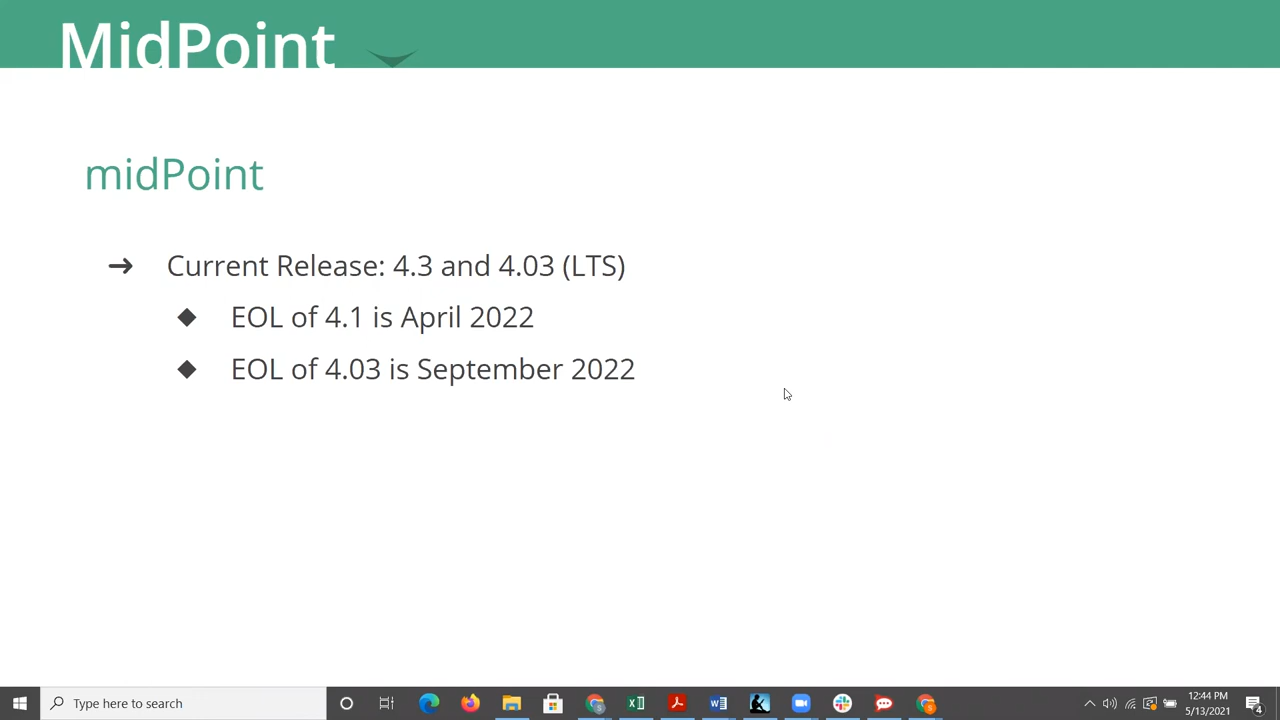 MidPoint
midPoint
➔ Current Release: 4.3 and 4.03 (LTS)
◆ EOL of 4.1 is April 2022
◆ EOL of 4.03 is September 2022
Type here to search
12:44 PM
5/13/2021
4